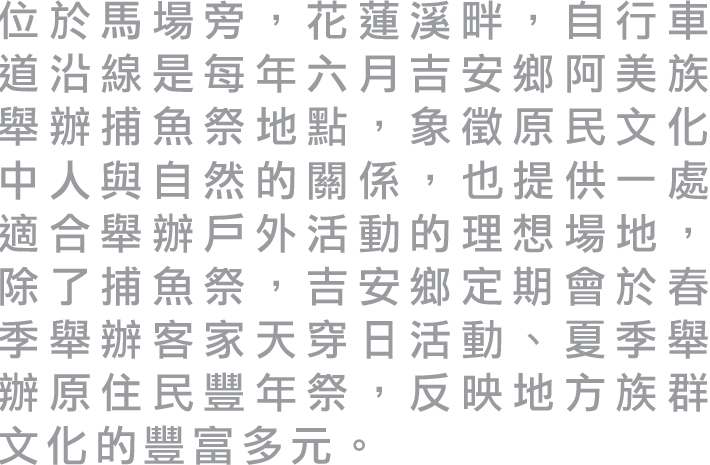 位於馬場旁，花蓮溪畔，自行車
道沿線是每年六月吉安鄉阿美族
舉辦捕魚祭地點，象徵原民文化
中人與自然的關係，也提供一處
適合舉辦戶外活動的理想場地，
除了捕魚祭，吉安鄉定期會於春
季舉辦客家天穿日活動、夏季舉
辦原住民豐年祭，反映地方族群
文化的豐富多元。